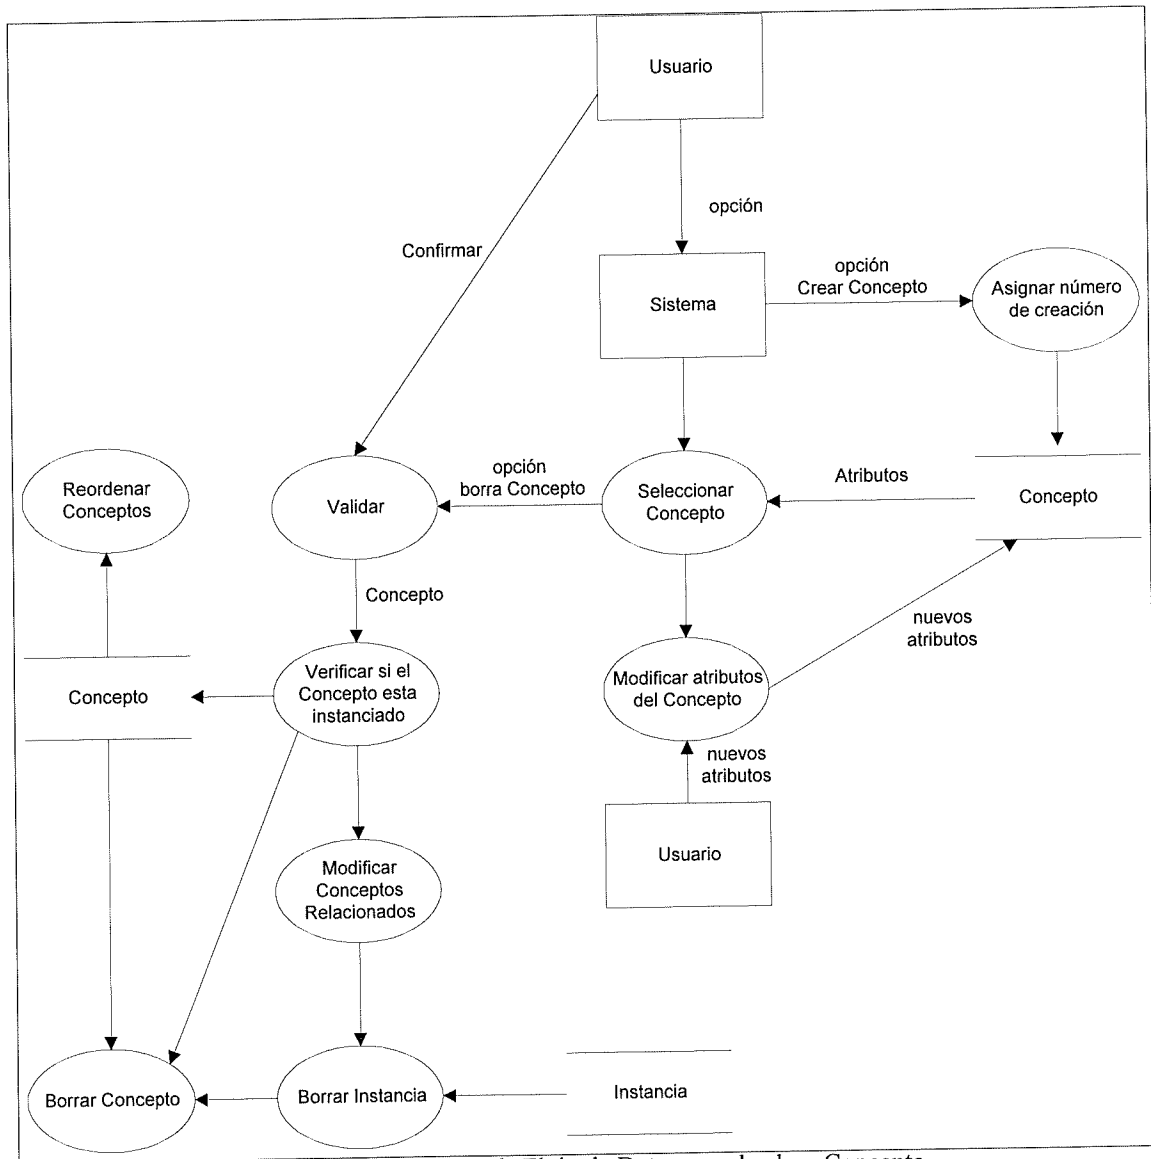 Usuario
opción
Confirmar
opción
Crear Concepto
Asignar número
de creación
Sistema
Reordenar
Conceptos
Validar
opción
borra Concepto
Seleccionar
Concepto
Atributos
Concepto
Concepto
nuevos
atributos
Concepto
Verificar si el
Concepto esta
instanciado
Modificar atributos
del Concepto
nuevos
atributos
Usuario
Modificar
Conceptos
Relacionados
Borrar Concepto
Borrar Instancia
Instancia